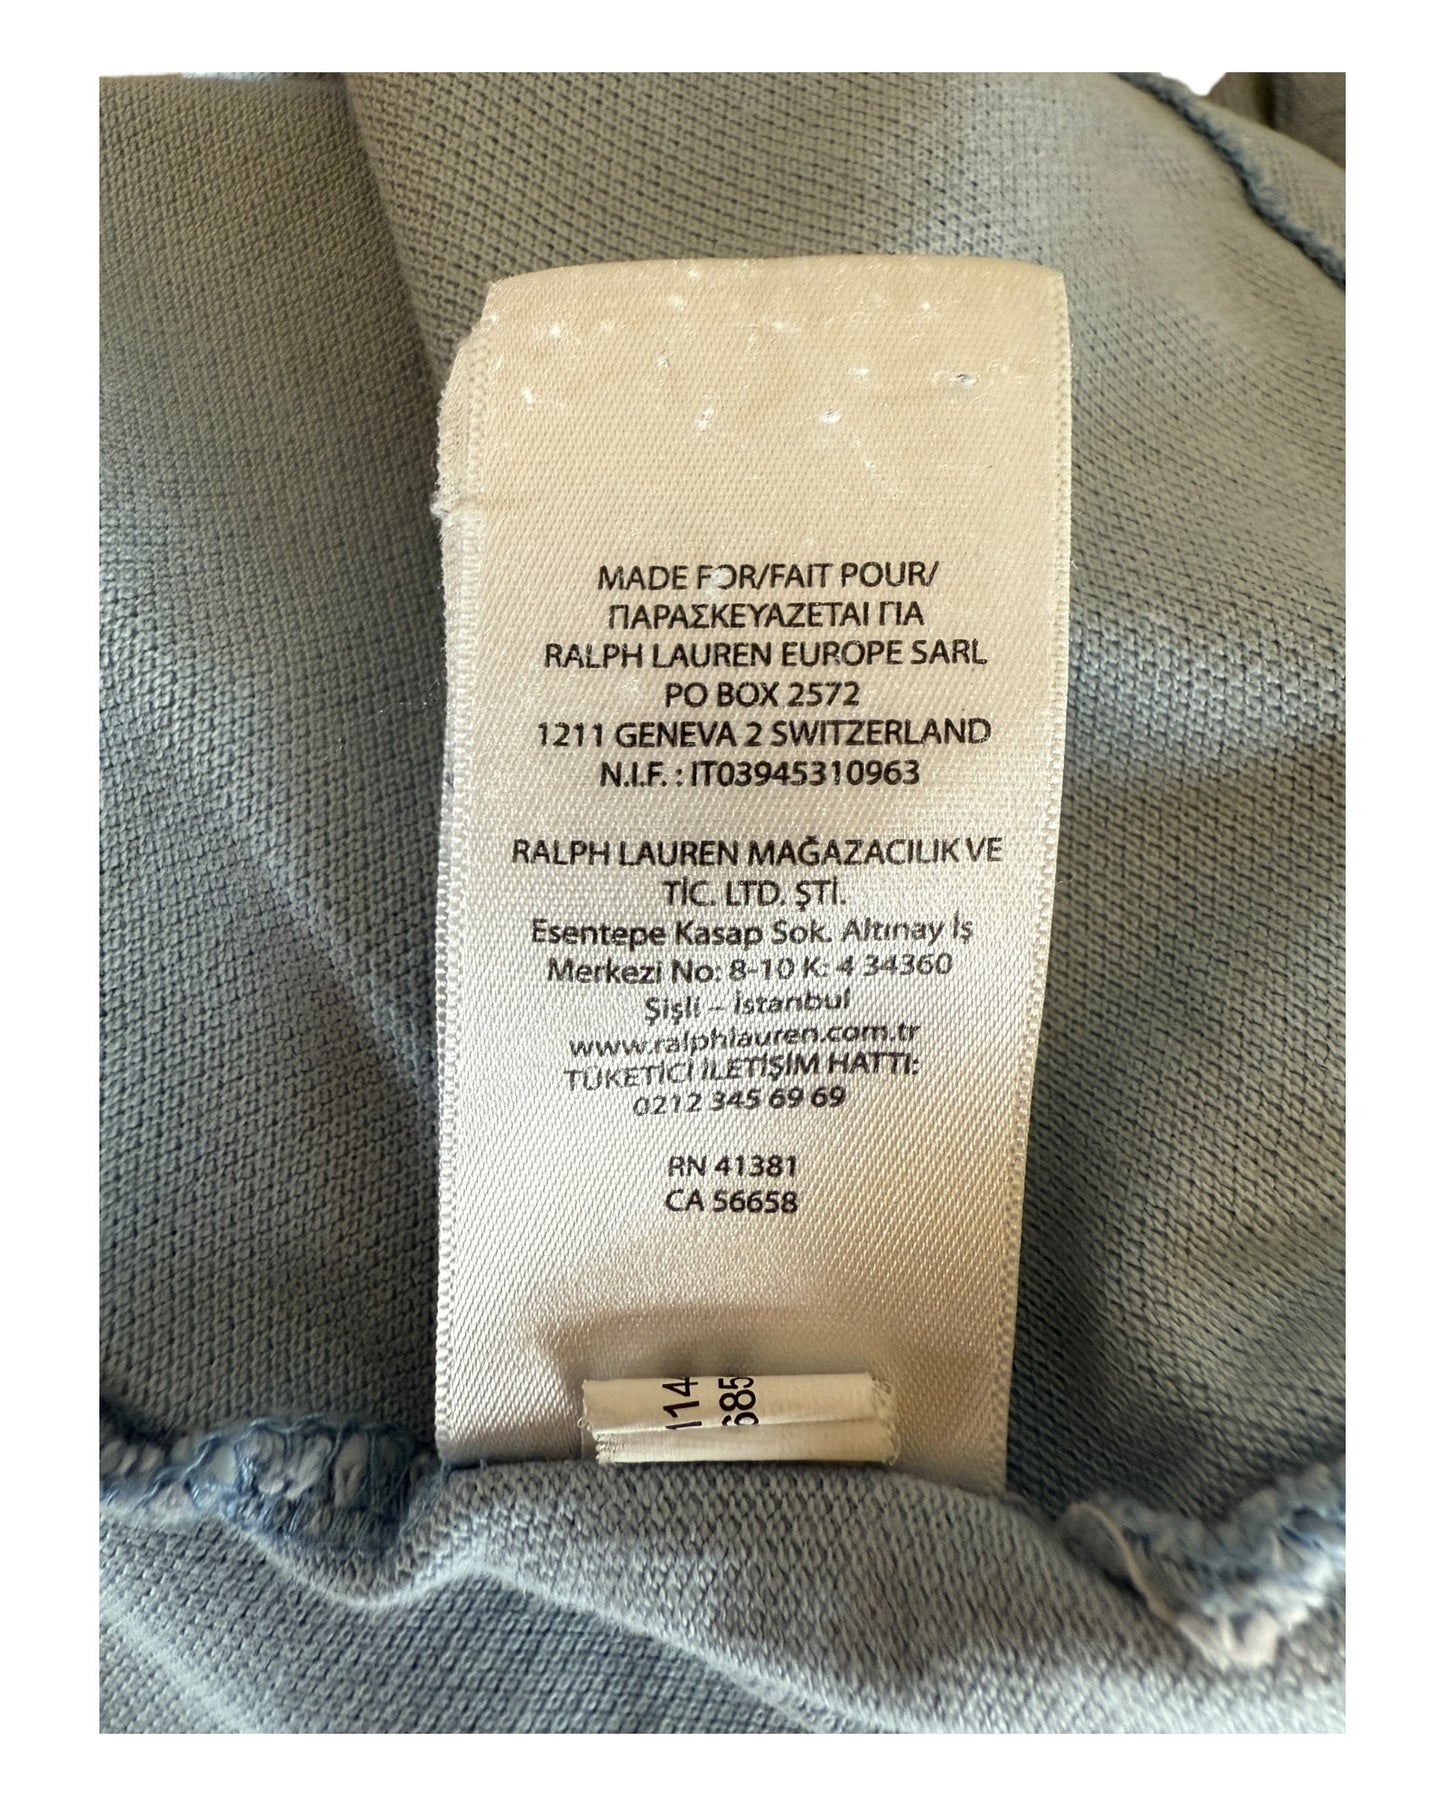 MADE FOR/FAIT POUR/
ΠΑΡΑΣΚΕΥΑΖΕΤΑΙ ΓΙΑ
RALPH LAUREN EUROPE SARL
PO BOX 2572
1211 GENEVA 2 SWITZERLAND
N.I.F. : IT03945310963
RALPH LAUREN MAĞAZACILIK VE
TİC. LTD. ŞTİ.
Esentepe Kasap Sok. Altınay İş
Merkezi No: 8-10 K: 4 34360
Şişli – İstanbul
www.ralphlauren.com.tr
TÜKETİCİ İLETİŞİM HATTI:
0212 345 69 69
RN 41381
CA 56658
114
685